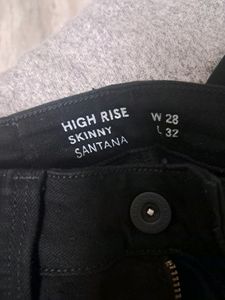 HIGH RISE
SKINNY
SANTANA
W 28
L 32